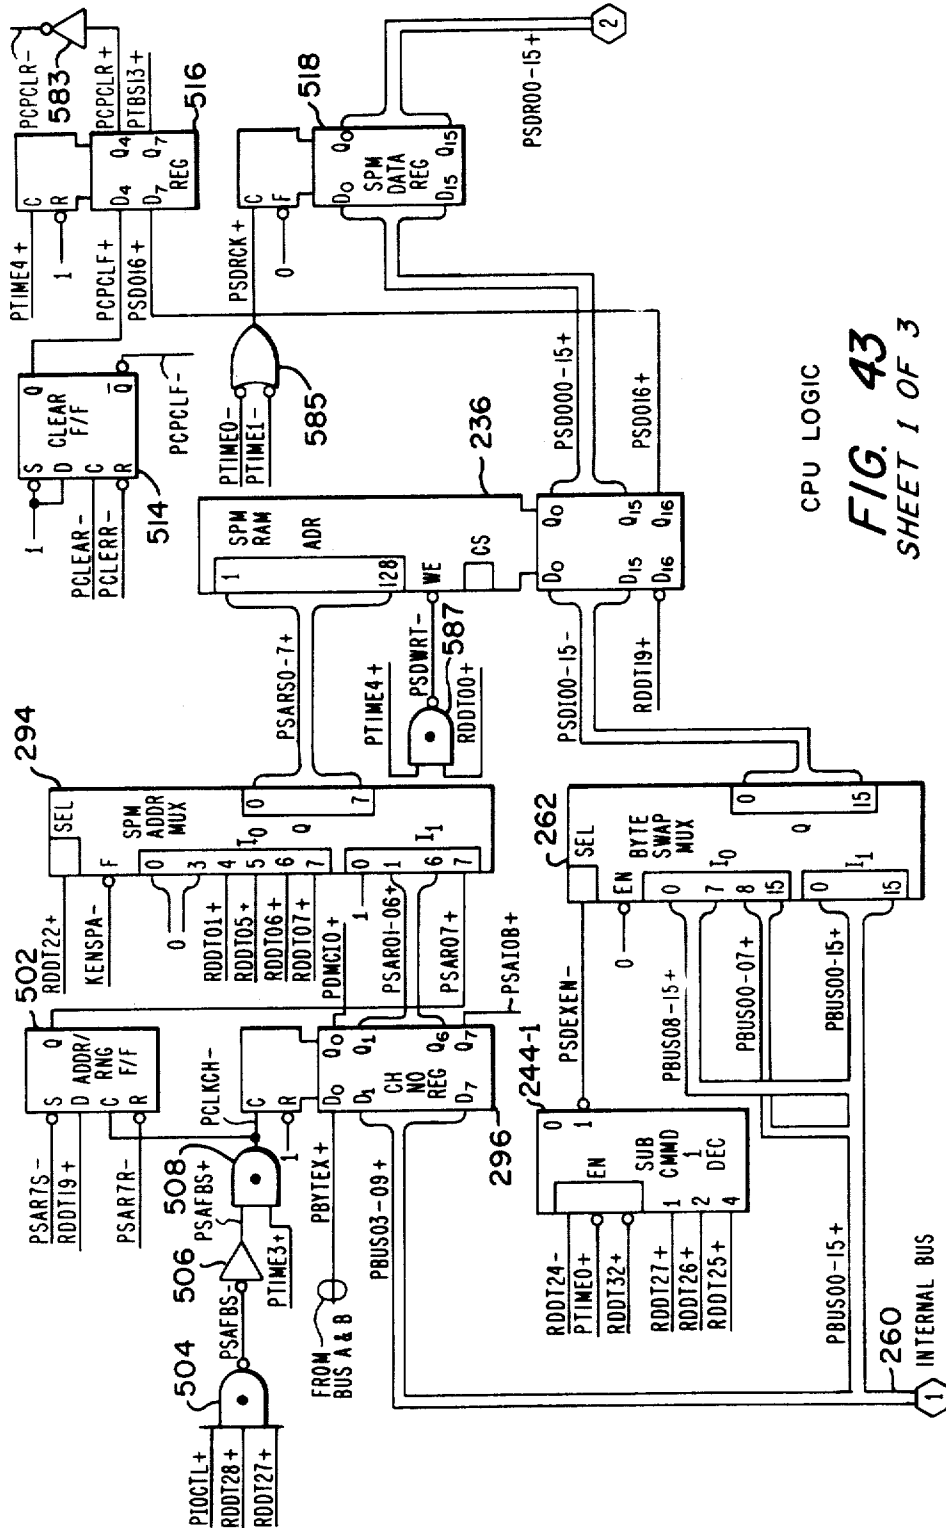 PIOCTL+
RDDT28+
RDDT27+
504
PSAFBS-
506
PSAFBS+
508
PTIME3+
PCLKCH-
PSAR7S-
RDDT19+
PSAR7R-
502
S
D
C
R
Q
ADDR/
RNG
F/F
FROM
BUS A & B
PBYTEX+
PBUS03-09+
1
C
R
D0
D1
D7
CH
NO
REG
Q0
Q1
Q6
Q7
296
PSAIOB+
RDDT22+
KENSPA-
0
RDDT01+
RDDT05+
RDDT06+
RDDT07+
PDMCIO+
1
PSAR01-06+
PSAR07+
294
SEL
F
0
3
4
5
6
7
0
1
6
7
SPM
ADDR
MUX
I0
Q
I1
0
7
PSARS0-7+
PTIME4+
RDDT00+
PSDWRT-
587
SPM
RAM
ADR
1
128
WE
CS
236
D0
D15
D16
Q0
Q15
Q16
PSDI00-15-
RDDT19+
PSDO00-15+
PSDO16+
RDDT24-
PTIME0+
RDDT32+
RDDT27+
RDDT26+
RDDT25+
244-1
EN
1
2
4
SUB
CMMD
1
DEC
0
1
PSDEXEN-
0
PBUS08-15+
PBUS00-07+
PBUS00-15+
PBUS00-15+
262
SEL
EN
BYTE
SWAP
MUX
0
7
8
15
0
15
I0
Q
I1
0
15
260
1
INTERNAL BUS
1
PCLEAR-
PCLERR-
514
S
D
C
R
CLEAR
F/F
Q
Q̅
PCPCLF-
PTIME4+
1
PCPCLF+
PSDO16+
C
R
D4
D7
Q4
Q7
REG
516
PCPCLR+
PTBS13+
583
PCPCLR-
PTIME0-
PTIME1-
585
PSDRCK+
0
C
F
D0
D15
SPM
DATA
REG
Q0
Q15
518
PSDR00-15+
2
CPU LOGIC
FIG. 43
SHEET 1 OF 3